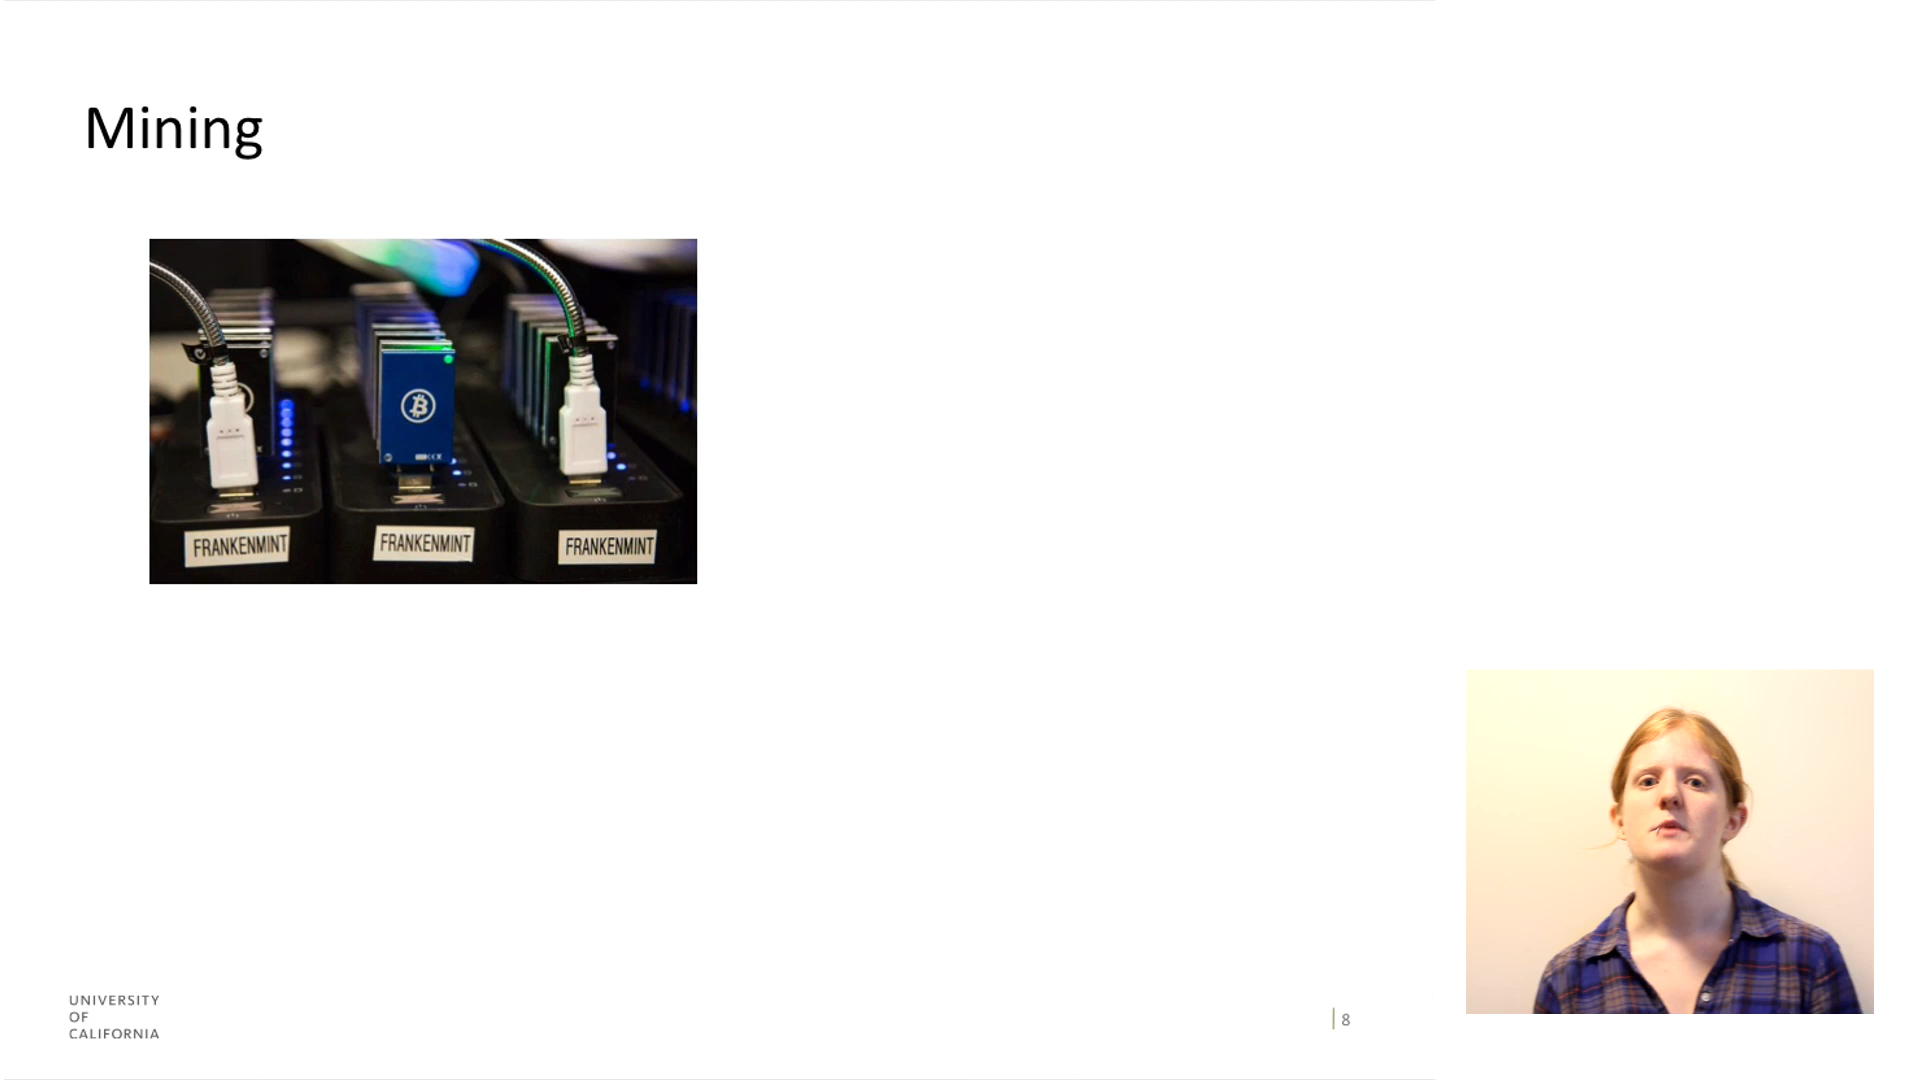 Mining
FRANKENMINT
FRANKENMINT
FRANKENMINT
UNIVERSITY
OF
CALIFORNIA
8